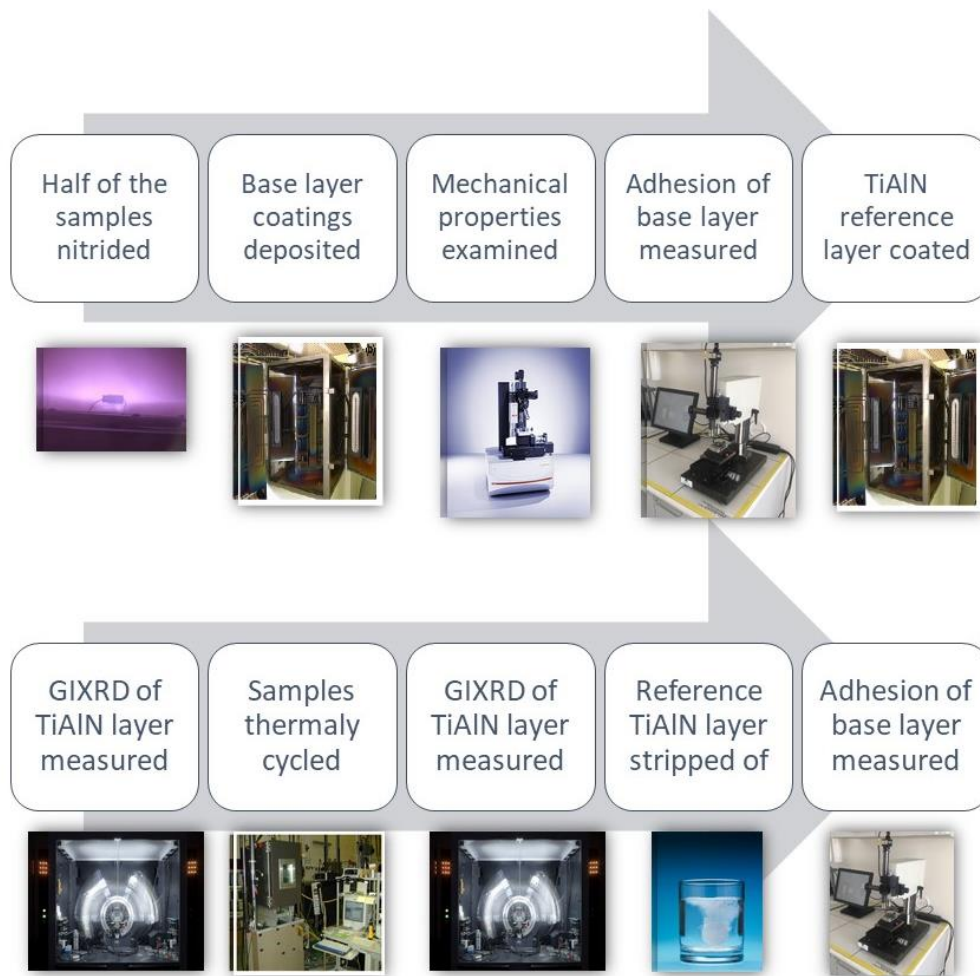 Half of the
samples
nitrided
Base layer
coatings
deposited
Mechanical
properties
examined
Adhesion of
base layer
measured
TiAlN
reference
layer coated
GIXRD of
TiAlN layer
measured
Samples
thermaly
cycled
GIXRD of
TiAlN layer
measured
Reference
TiAlN layer
stripped of
Adhesion of
base layer
measured